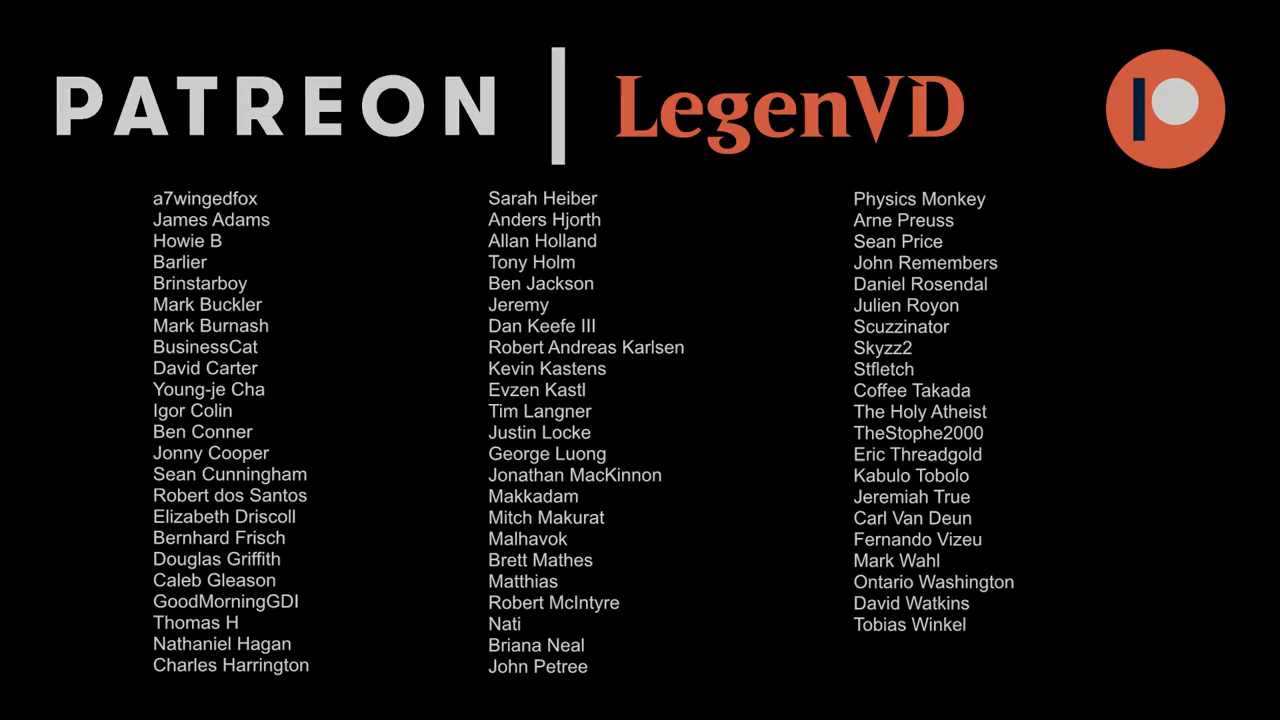 PATREON | LegenVD
a7wingedfox
James Adams
Howie B
Barlier
Brinstarboy
Mark Buckler
Mark Burnash
BusinessCat
David Carter
Young-je Cha
Igor Colin
Ben Conner
Jonny Cooper
Sean Cunningham
Robert dos Santos
Elizabeth Driscoll
Bernhard Frisch
Douglas Griffith
Caleb Gleason
GoodMorningGDI
Thomas H
Nathaniel Hagan
Charles Harrington
Sarah Heiber
Anders Hjorth
Allan Holland
Tony Holm
Ben Jackson
Jeremy
Dan Keefe III
Robert Andreas Karlsen
Kevin Kastens
Evzen Kastl
Tim Langner
Justin Locke
George Luong
Jonathan MacKinnon
Makkadam
Mitch Makurat
Malhavok
Brett Mathes
Matthias
Robert McIntyre
Nati
Briana Neal
John Petree
Physics Monkey
Arne Preuss
Sean Price
John Remembers
Daniel Rosendal
Julien Royon
Scuzzinator
Skyzz2
Stfletch
Coffee Takada
The Holy Atheist
TheStophe2000
Eric Threadgold
Kabulo Tobolo
Jeremiah True
Carl Van Deun
Fernando Vizeu
Mark Wahl
Ontario Washington
David Watkins
Tobias Winkel